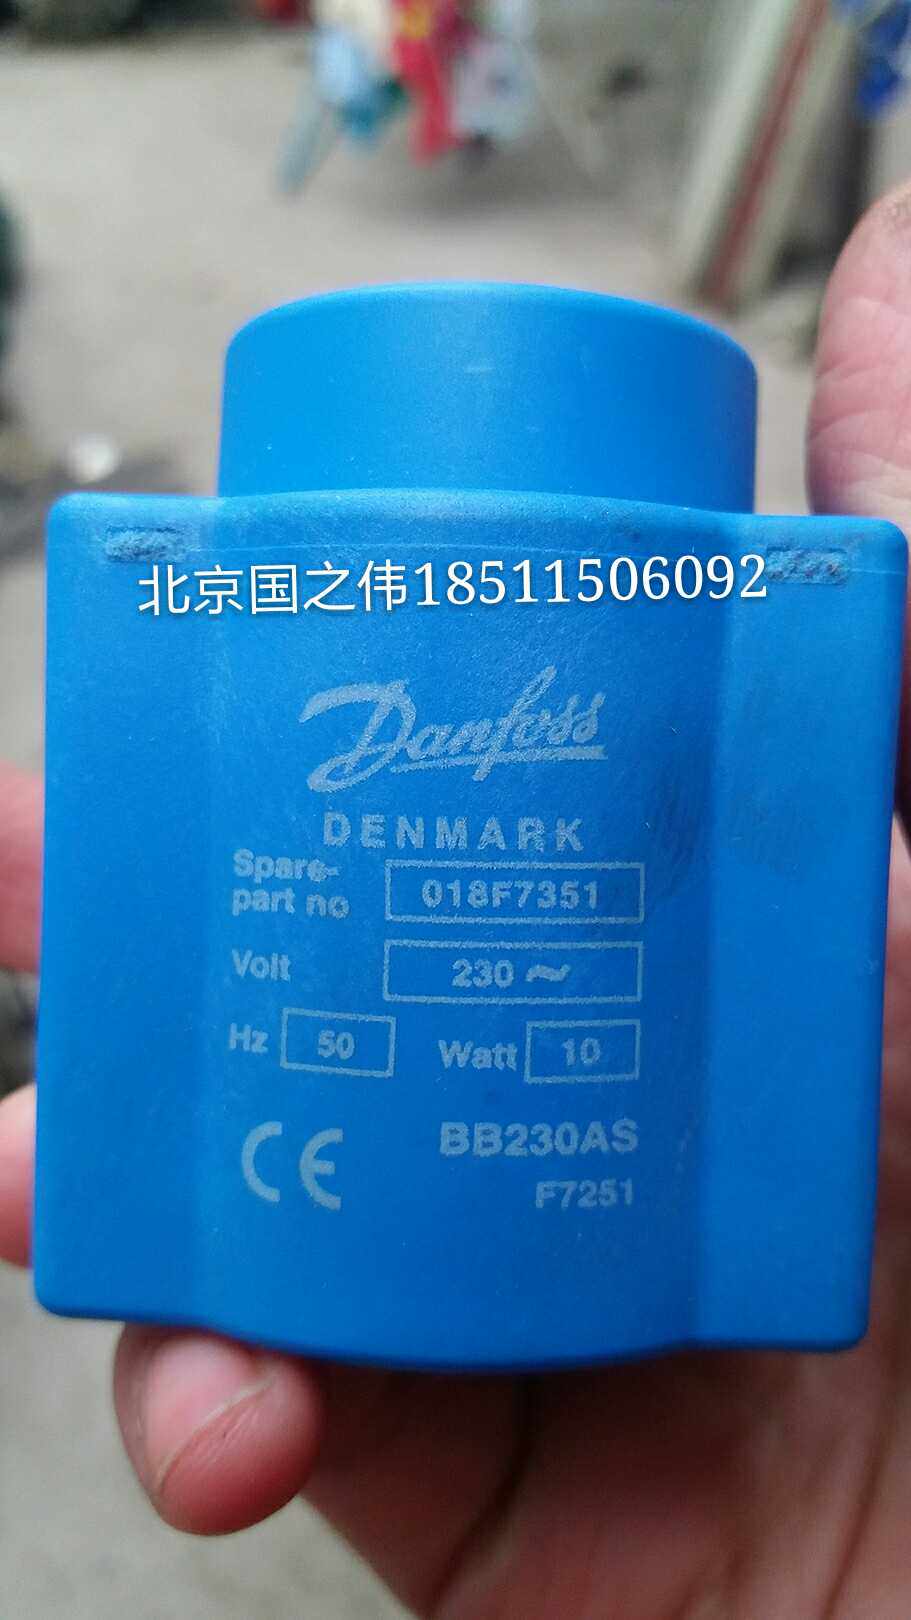 北京国之伟18511506092
Danfoss
DENMARK
Spare-
part no 018F7351
Volt 230 ~
Hz 50 Watt 10
CE BB230AS
F7251